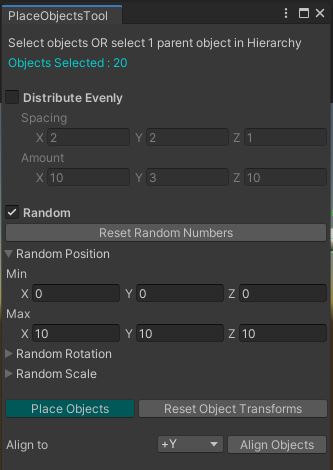 PlaceObjectsTool
Select objects OR select 1 parent object in Hierarchy
Objects Selected : 20
Distribute Evenly
Spacing
X 2 Y 2 Z 1
Amount
X 10 Y 3 Z 10
Random
Reset Random Numbers
Random Position
Min
X 0 Y 0 Z 0
Max
X 10 Y 10 Z 10
Random Rotation
Random Scale
Place Objects Reset Object Transforms
Align to +Y Align Objects